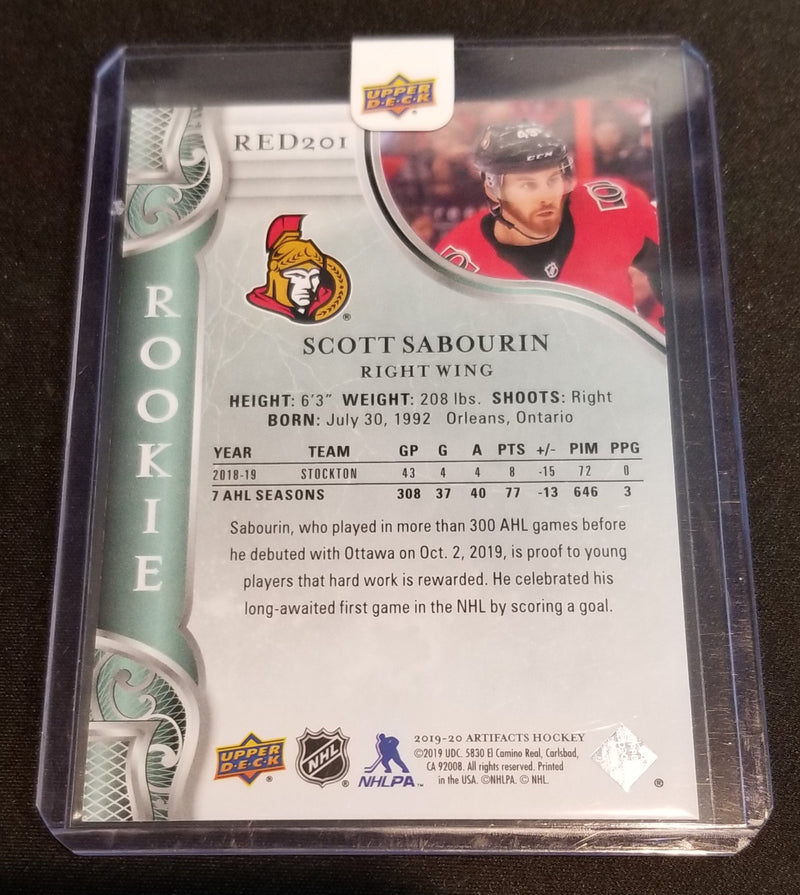 UPPER
D·E·C·K
RED201
CCM
ROOKIE
SCOTT SABOURIN
RIGHT WING
HEIGHT: 6'3" WEIGHT: 208 lbs. SHOOTS: Right
BORN: July 30, 1992 Orleans, Ontario
YEAR TEAM GP G A PTS +/- PIM PPG
2018-19 STOCKTON 43 4 4 8 -15 72 0
7 AHL SEASONS 308 37 40 77 -13 646 3
Sabourin, who played in more than 300 AHL games before
he debuted with Ottawa on Oct. 2, 2019, is proof to young
players that hard work is rewarded. He celebrated his
long-awaited first game in the NHL by scoring a goal.
UPPER
D·E·C·K
NHL
NHLPA™
2019-20 ARTIFACTS HOCKEY
©2019 UDC. 5830 El Camino Real, Carlsbad,
CA 92008. All rights reserved. Printed
in the USA. ©NHLPA. © NHL.